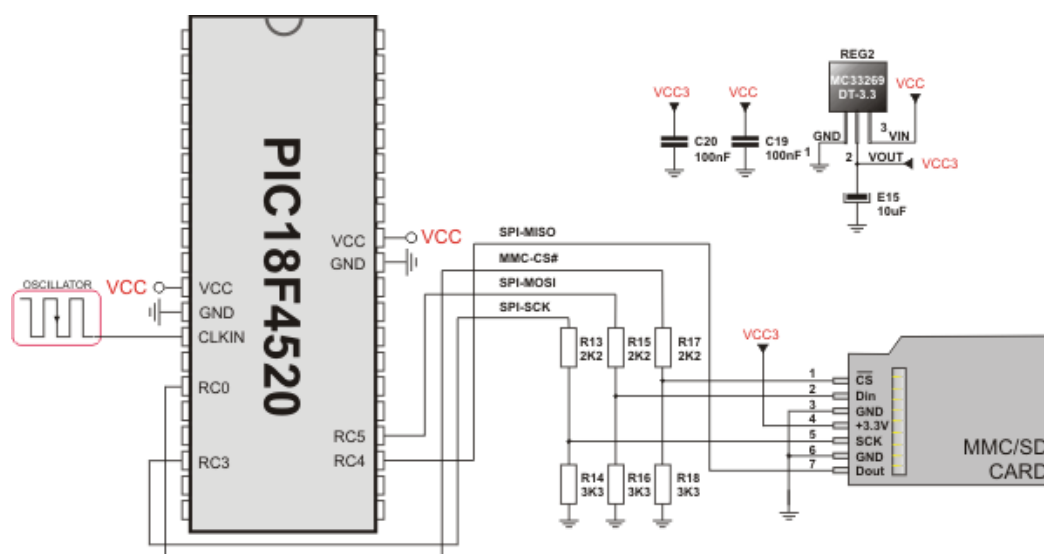 REG2
MC33269
DT-3.3
VCC3
VCC
VCC
C20
100nF
C19
100nF
GND
1
3
VIN
2
VOUT
VCC3
E15
10uF
PIC18F4520
VCC
VCC
GND
SPI-MISO
MMC-CS#
SPI-MOSI
SPI-SCK
OSCILLATOR
VCC
VCC
GND
CLKIN
RC0
RC3
RC5
RC4
R13
2K2
R15
2K2
R17
2K2
R14
3K3
R16
3K3
R18
3K3
VCC3
1
CS
2
Din
3
GND
4
+3.3V
5
SCK
6
GND
7
Dout
MMC/SD
CARD